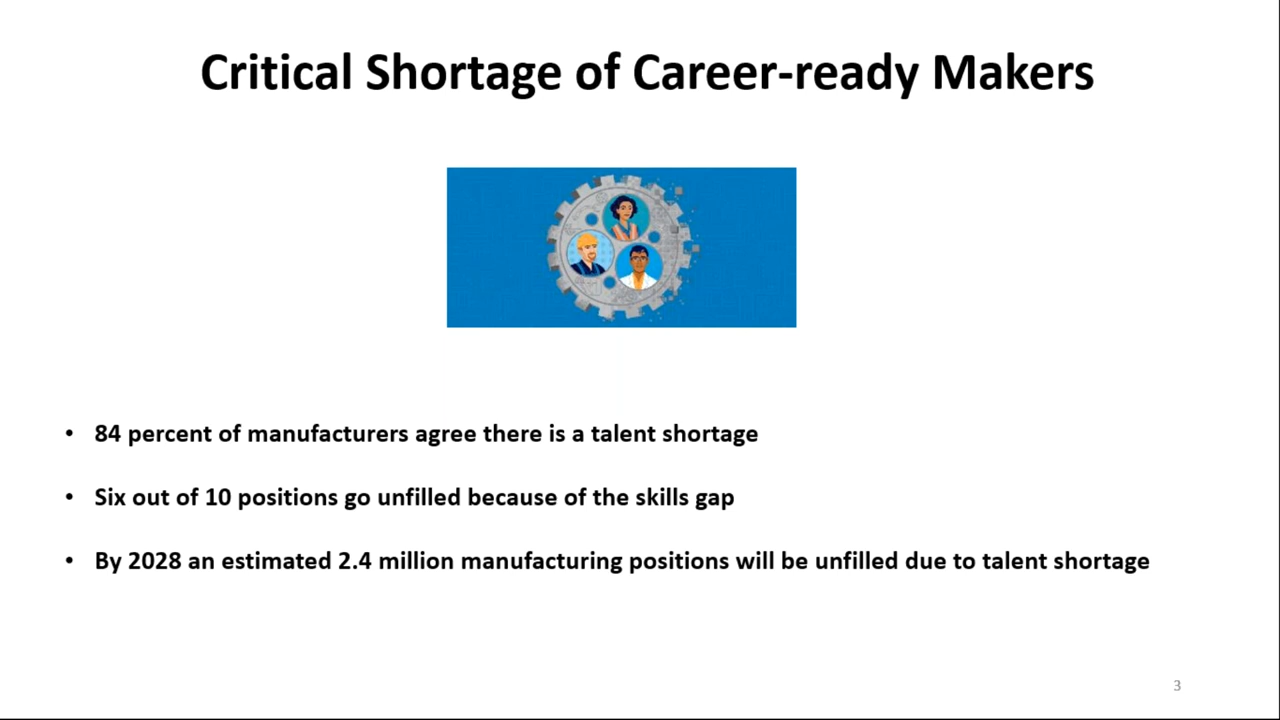 Critical Shortage of Career-ready Makers
• 84 percent of manufacturers agree there is a talent shortage
• Six out of 10 positions go unfilled because of the skills gap
• By 2028 an estimated 2.4 million manufacturing positions will be unfilled due to talent shortage
3